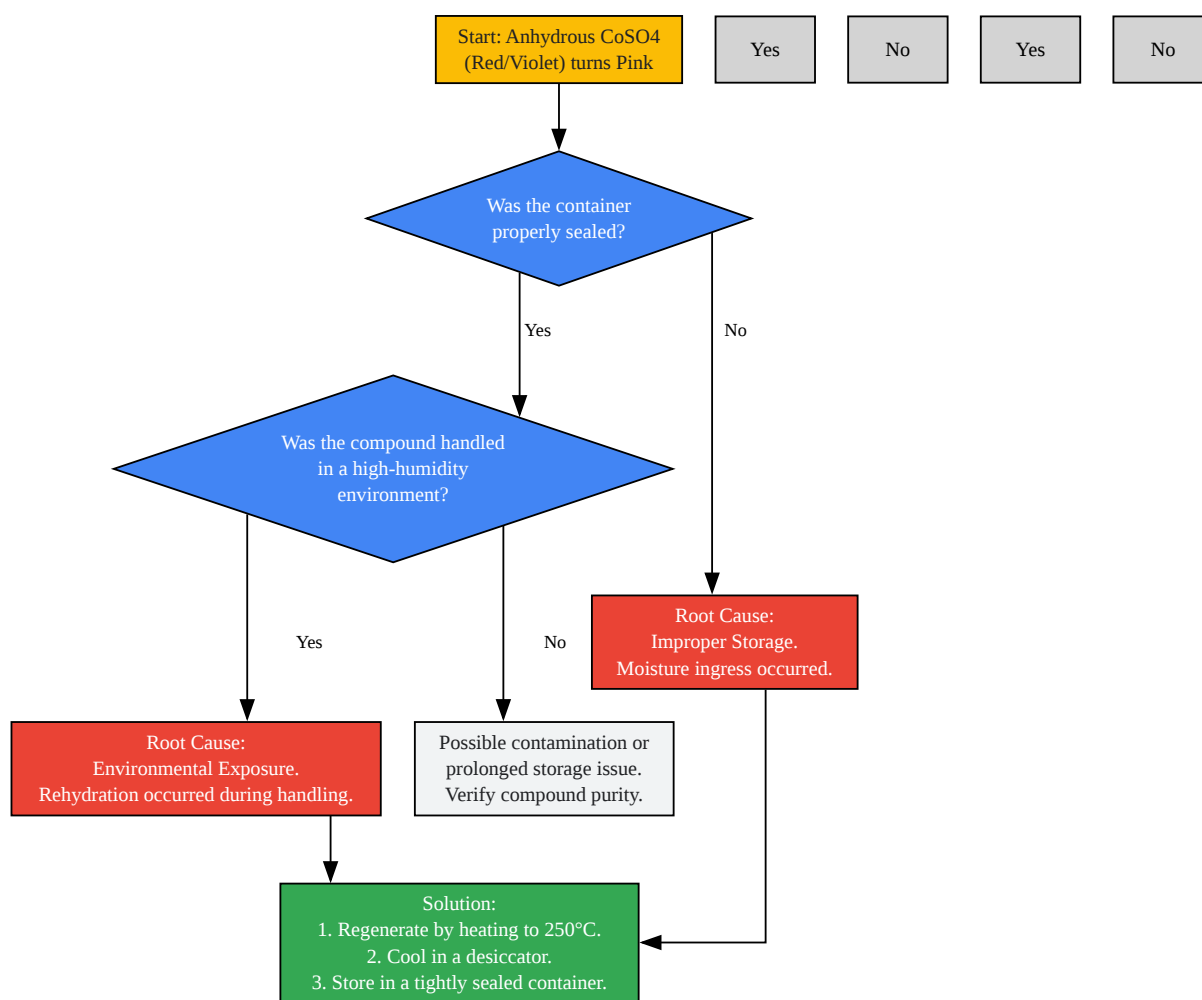 Start: Anhydrous CoSO4
(Red/Violet) turns Pink
Yes
No
Yes
No
Was the container
properly sealed?
Yes
No
Was the compound handled
in a high-humidity
environment?
Yes
No
Root Cause:
Improper Storage.
Moisture ingress occurred.
Root Cause:
Environmental Exposure.
Rehydration occurred during handling.
Possible contamination or
prolonged storage issue.
Verify compound purity.
Solution:
1. Regenerate by heating to 250°C.
2. Cool in a desiccator.
3. Store in a tightly sealed container.